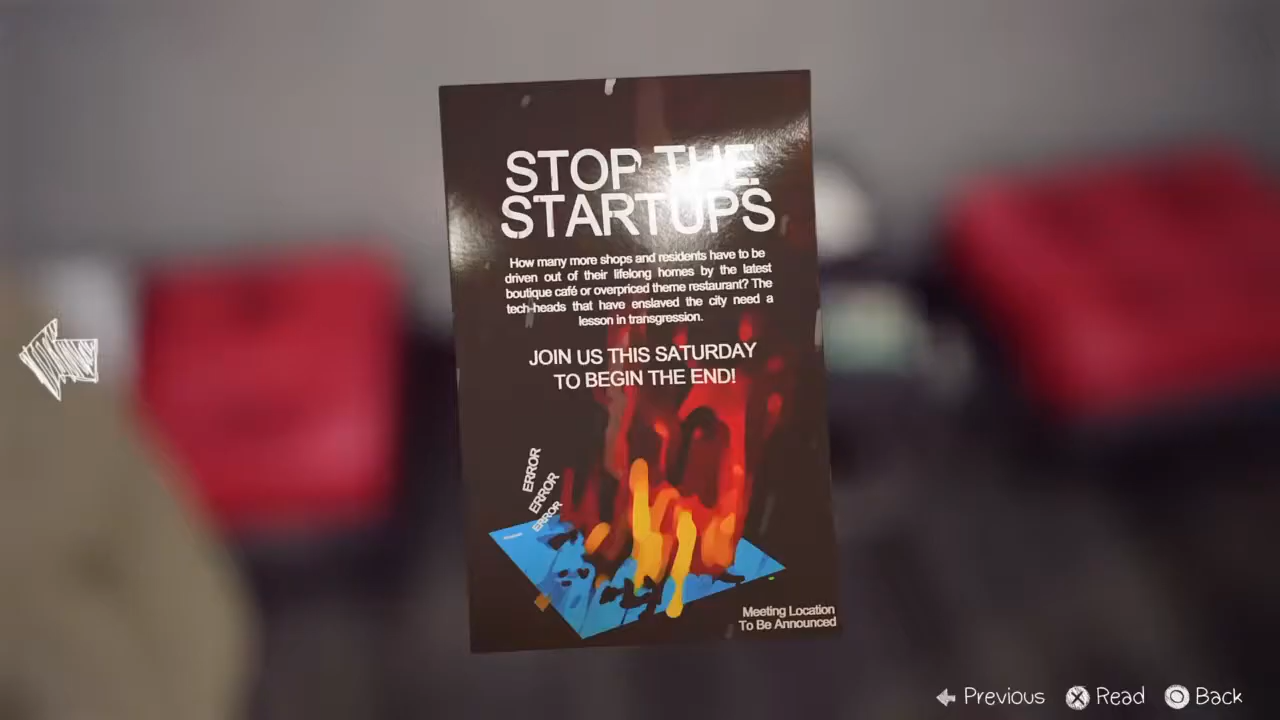 STOP THE
STARTUPS
How many more shops and residents have to be
driven out of their lifelong homes by the latest
boutique café or overpriced theme restaurant? The
tech-heads that have enslaved the city need a
lesson in transgression.
JOIN US THIS SATURDAY
TO BEGIN THE END!
ERROR
ERROR
ERROR
Meeting Location
To Be Announced
Previous
Read
Back